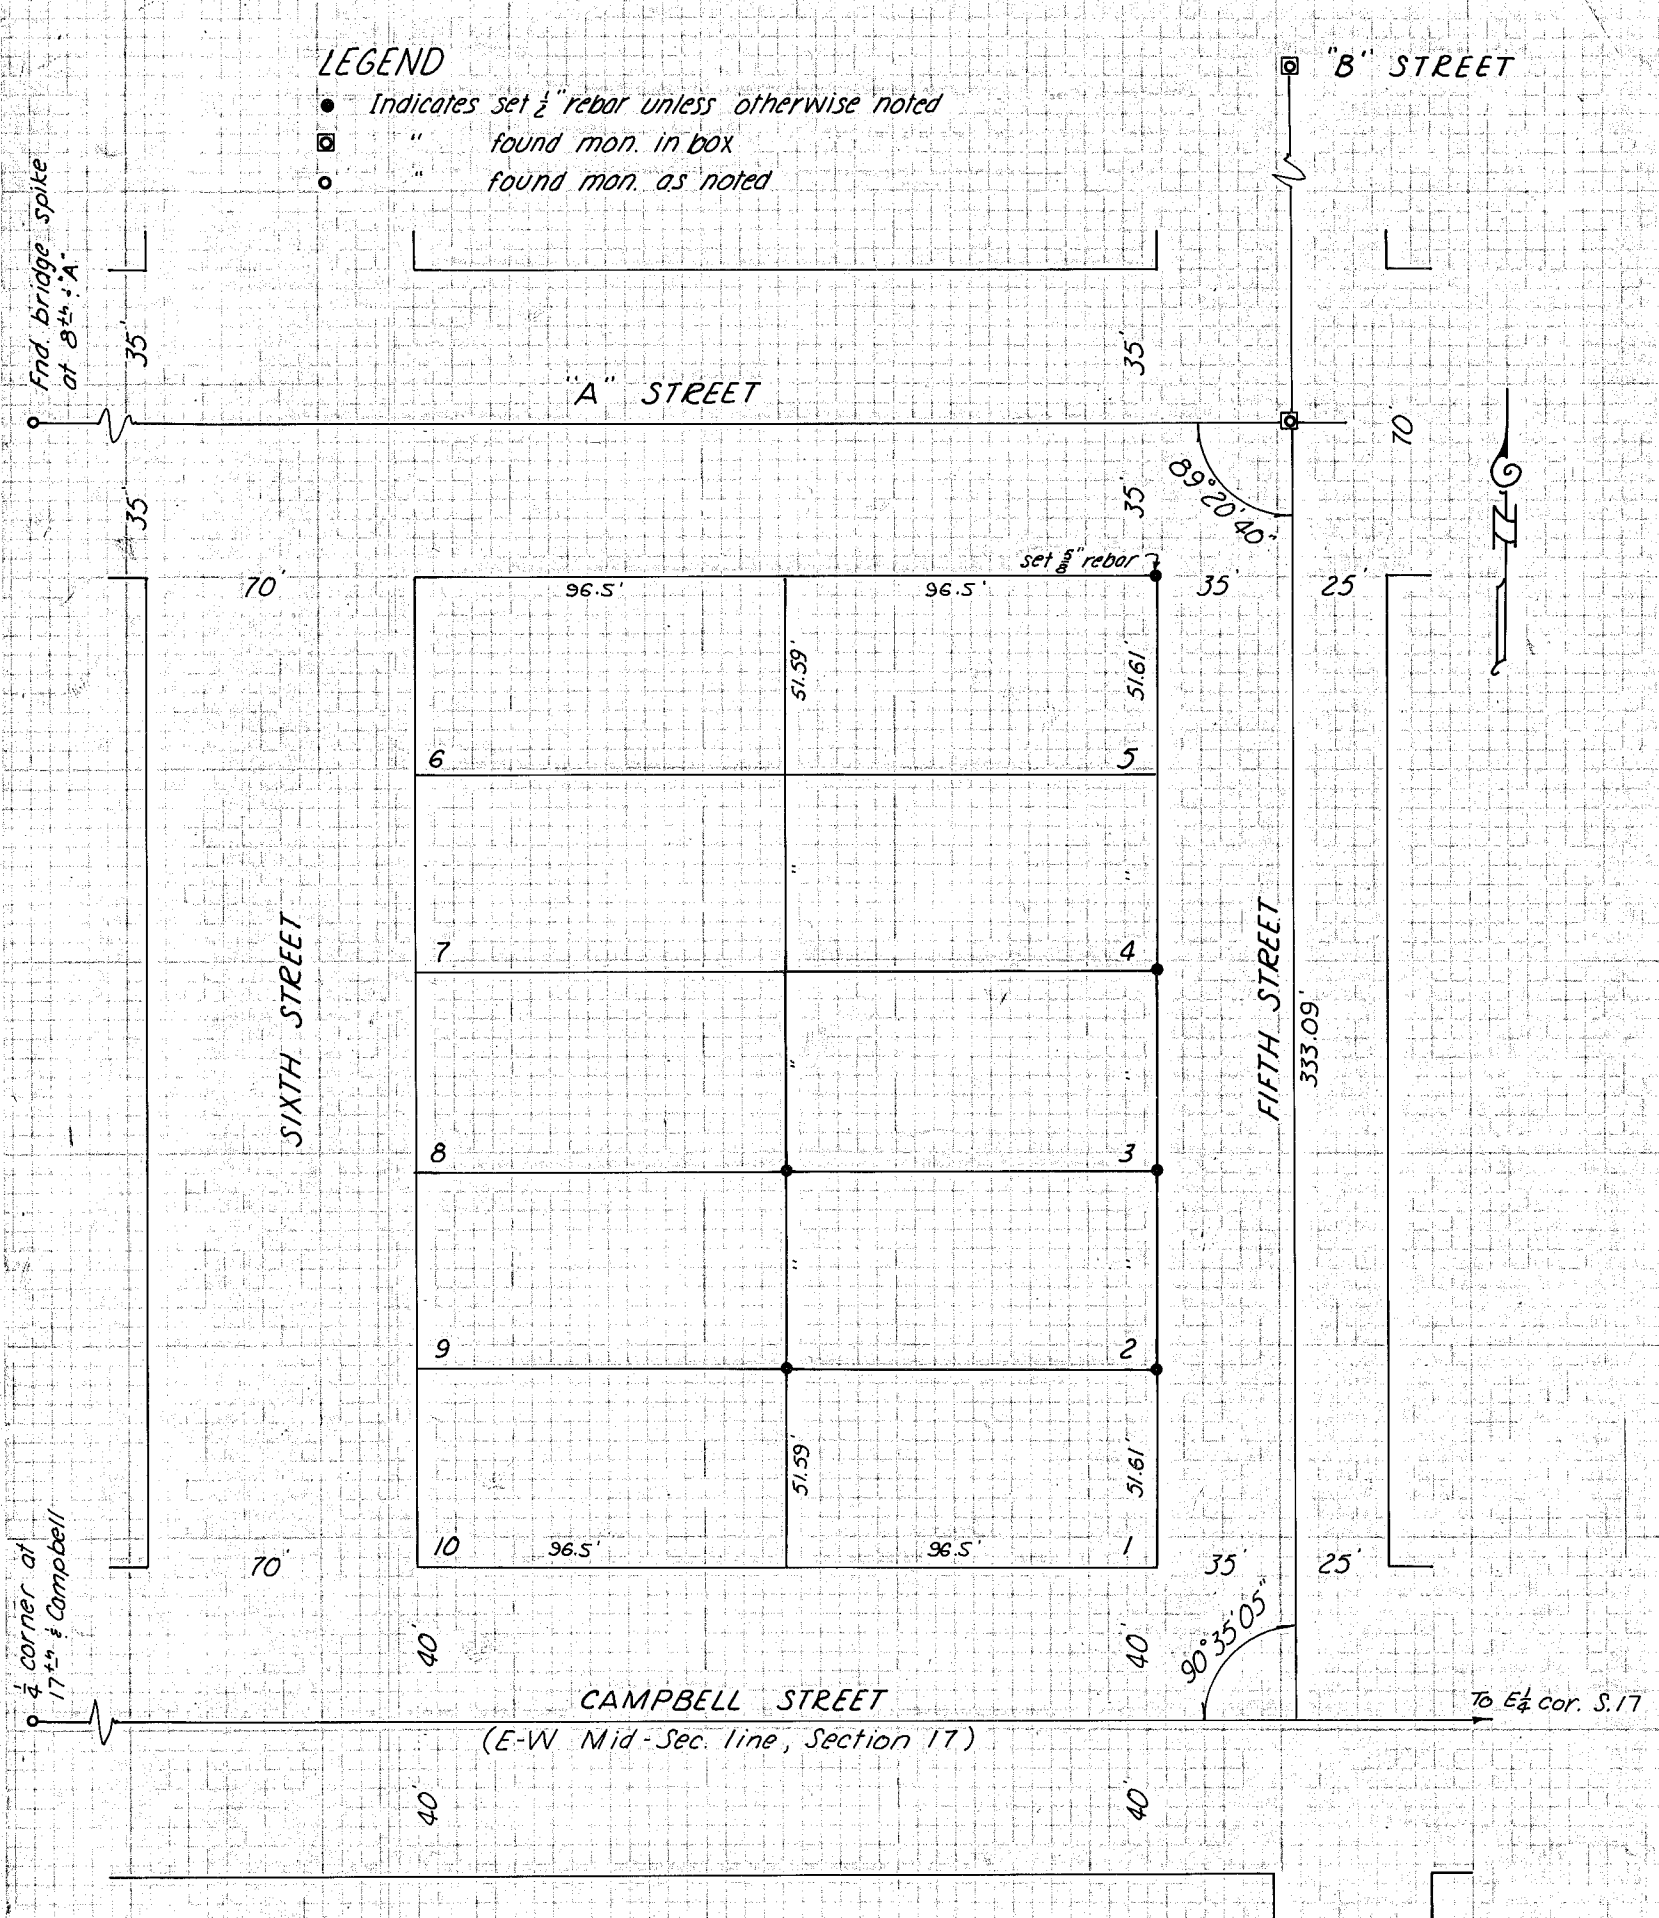 LEGEND
● Indicates set ½" rebar unless otherwise noted
" found mon. in box
" found mon. as noted
"B" STREET
Fnd. bridge spike
at 8th & "A"
35'
35'
"A" STREET
70'
35'
35'
89°20'40"
N
set ⅝" rebar
70'
96.5'
96.5'
35'
25'
51.59'
51.61'
6
5
"
"
7
4
"
"
SIXTH STREET
FIFTH STREET
333.09'
8
3
"
"
9
2
51.59'
51.61'
10
96.5'
96.5'
1
70'
35'
25'
¼ corner at
17th & Campbell
40'
40'
90°35'05"
CAMPBELL STREET
To E¼ cor. S.17
(E-W Mid-Sec. line, Section 17)
40'
40'